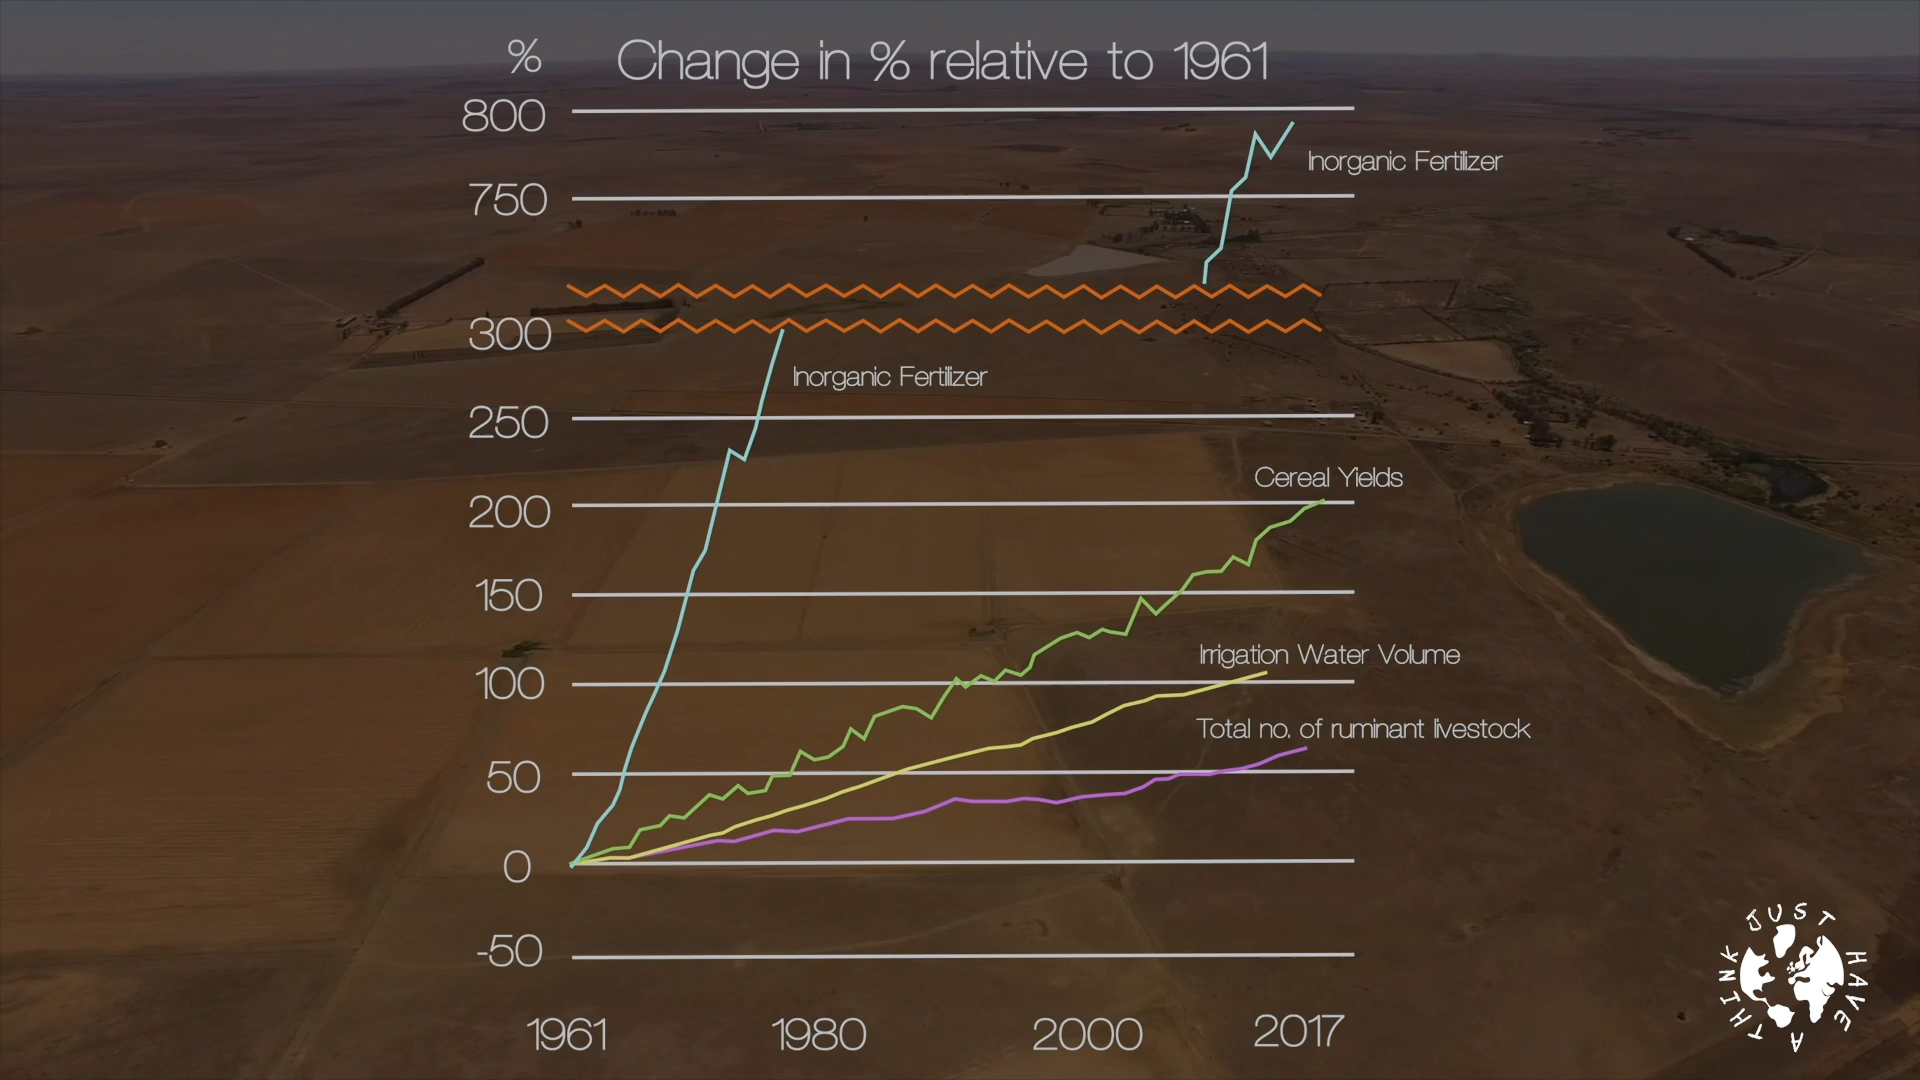 % Change in % relative to 1961
800
Inorganic Fertilizer
750
300
Inorganic Fertilizer
250
Cereal Yields
200
150
Irrigation Water Volume
100
Total no. of ruminant livestock
50
0
-50
1961 1980 2000 2017
JUST HAVE A THINK